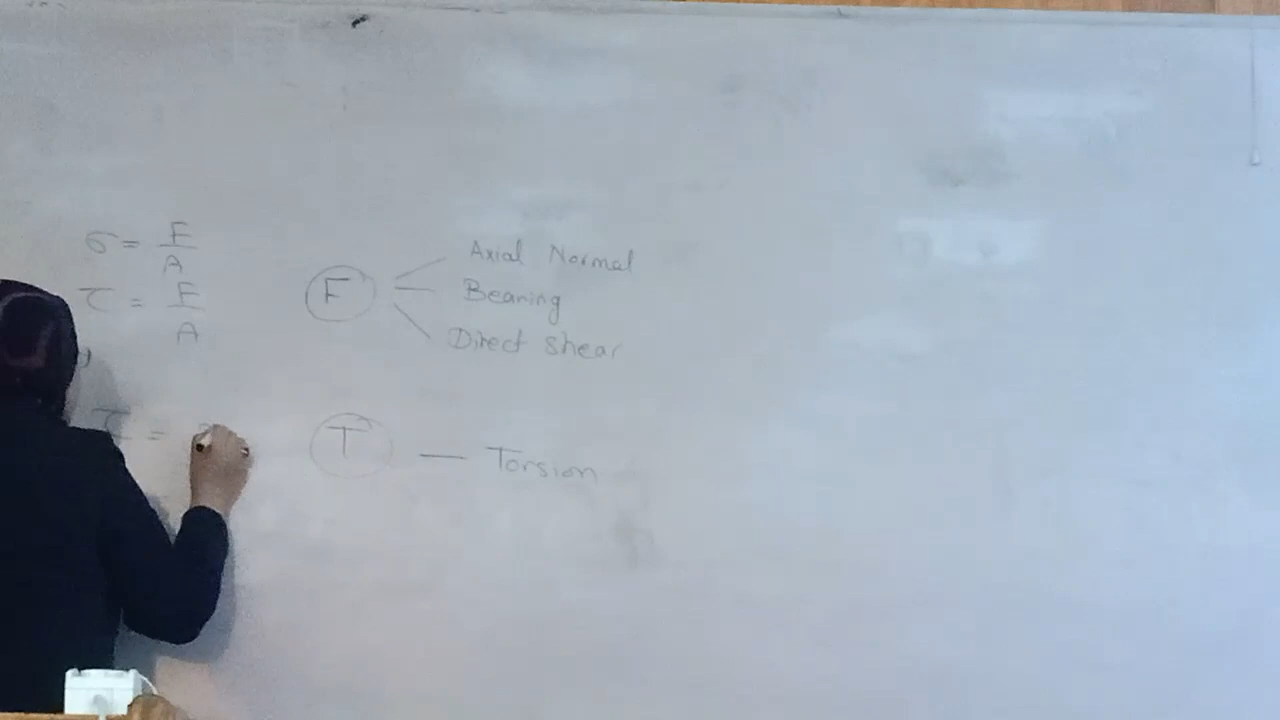 σ = F/A
τ = F/A
F
Axial Normal
Bearing
Direct shear
τ =
T — Torsion